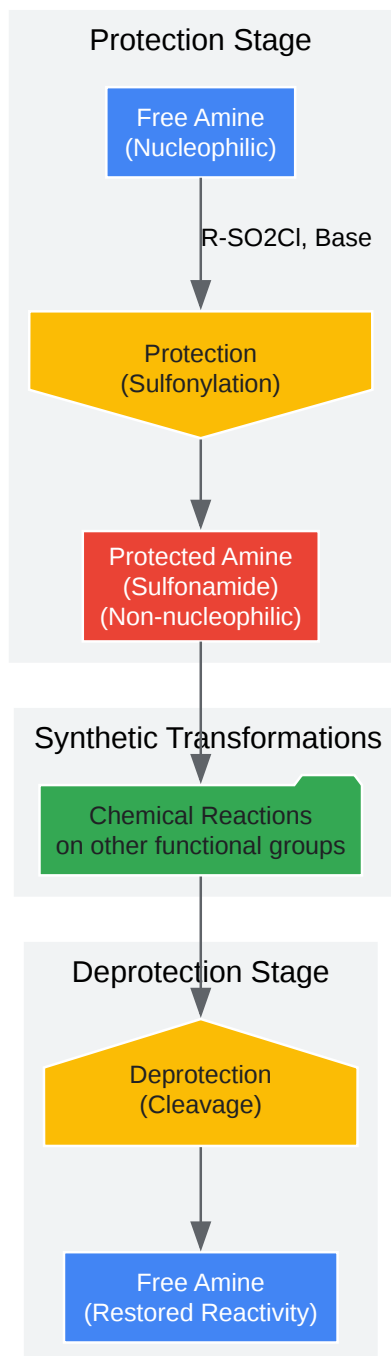 Protection Stage
Free Amine
(Nucleophilic)
R-SO2Cl, Base
Protection
(Sulfonylation)
Protected Amine
(Sulfonamide)
(Non-nucleophilic)
Synthetic Transformations
Chemical Reactions
on other functional groups
Deprotection Stage
Deprotection
(Cleavage)
Free Amine
(Restored Reactivity)